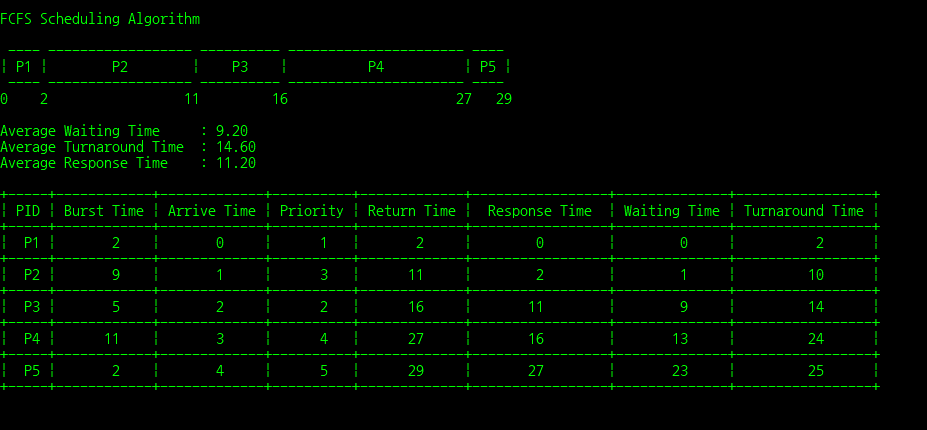 FCFS Scheduling Algorithm
| P1 | P2 | P3 | P4 | P5 |
0 2 11 16 27 29
Average Waiting Time : 9.20
Average Turnaround Time : 14.60
Average Response Time : 11.20
| PID | Burst Time | Arrive Time | Priority | Return Time | Response Time | Waiting Time | Turnaround Time |
| P1 | 2 | 0 | 1 | 2 | 0 | 0 | 2 |
| P2 | 9 | 1 | 3 | 11 | 2 | 1 | 10 |
| P3 | 5 | 2 | 2 | 16 | 11 | 9 | 14 |
| P4 | 11 | 3 | 4 | 27 | 16 | 13 | 24 |
| P5 | 2 | 4 | 5 | 29 | 27 | 23 | 25 |